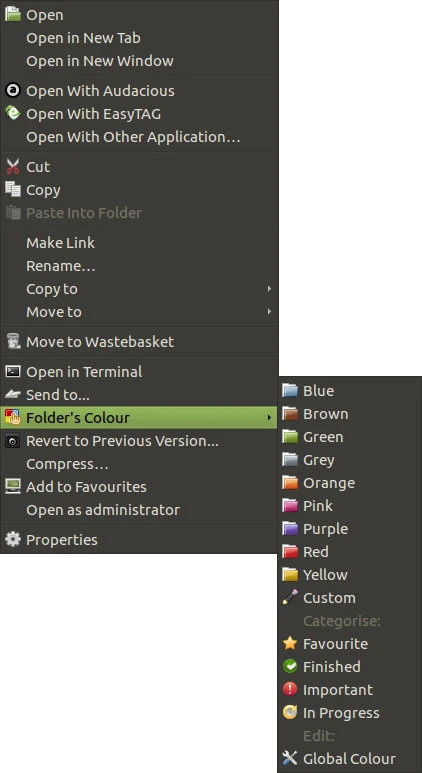 Open
Open in New Tab
Open in New Window
Open With Audacious
Open With EasyTAG
Open With Other Application…
Cut
Copy
Paste Into Folder
Make Link
Rename…
Copy to
Move to
Move to Wastebasket
Open in Terminal
Send to...
Folder's Colour
Revert to Previous Version...
Compress…
Add to Favourites
Open as administrator
Properties
Blue
Brown
Green
Grey
Orange
Pink
Purple
Red
Yellow
Custom
Categorise:
Favourite
Finished
Important
In Progress
Edit:
Global Colour